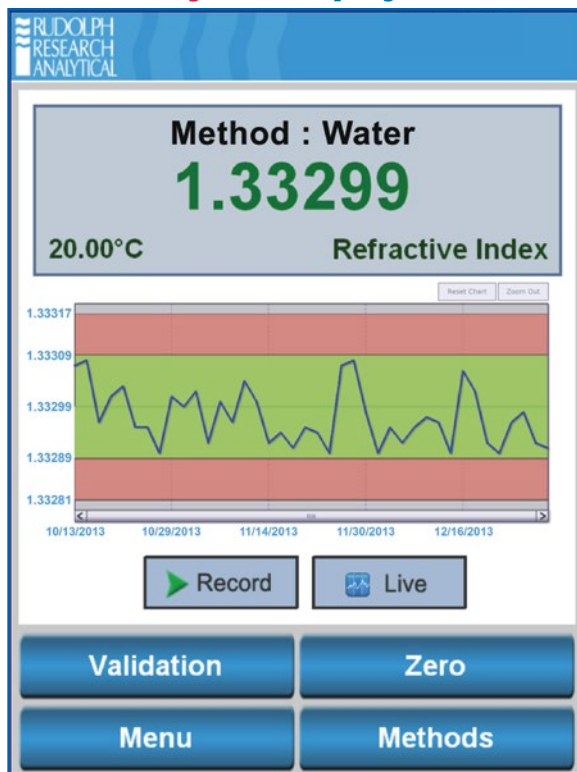 RUDOLPH
RESEARCH
ANALYTICAL
Method : Water
1.33299
20.00°C Refractive Index
Reset Chart Zoom Out
1.33317
1.33309
1.33299
1.33289
1.33281
10/13/2013 10/29/2013 11/14/2013 11/30/2013 12/16/2013
Record Live
Validation Zero
Menu Methods